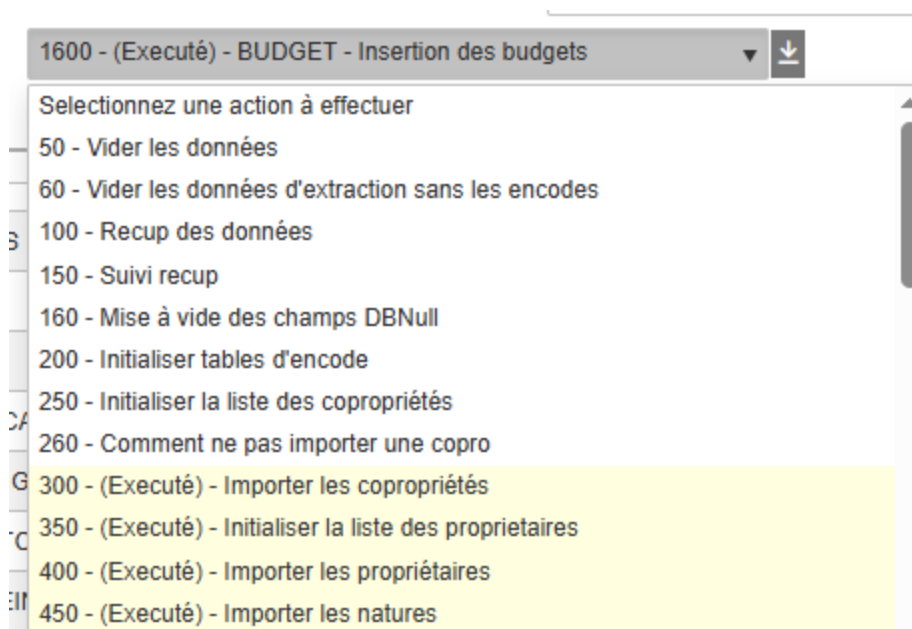 1600 - (Executé) - BUDGET - Insertion des budgets
Selectionnez une action à effectuer
50 - Vider les données
60 - Vider les données d'extraction sans les encodes
100 - Recup des données
150 - Suivi recup
160 - Mise à vide des champs DBNull
200 - Initialiser tables d'encode
250 - Initialiser la liste des copropriétés
260 - Comment ne pas importer une copro
300 - (Executé) - Importer les copropriétés
350 - (Executé) - Initialiser la liste des proprietaires
400 - (Executé) - Importer les propriétaires
450 - (Executé) - Importer les natures